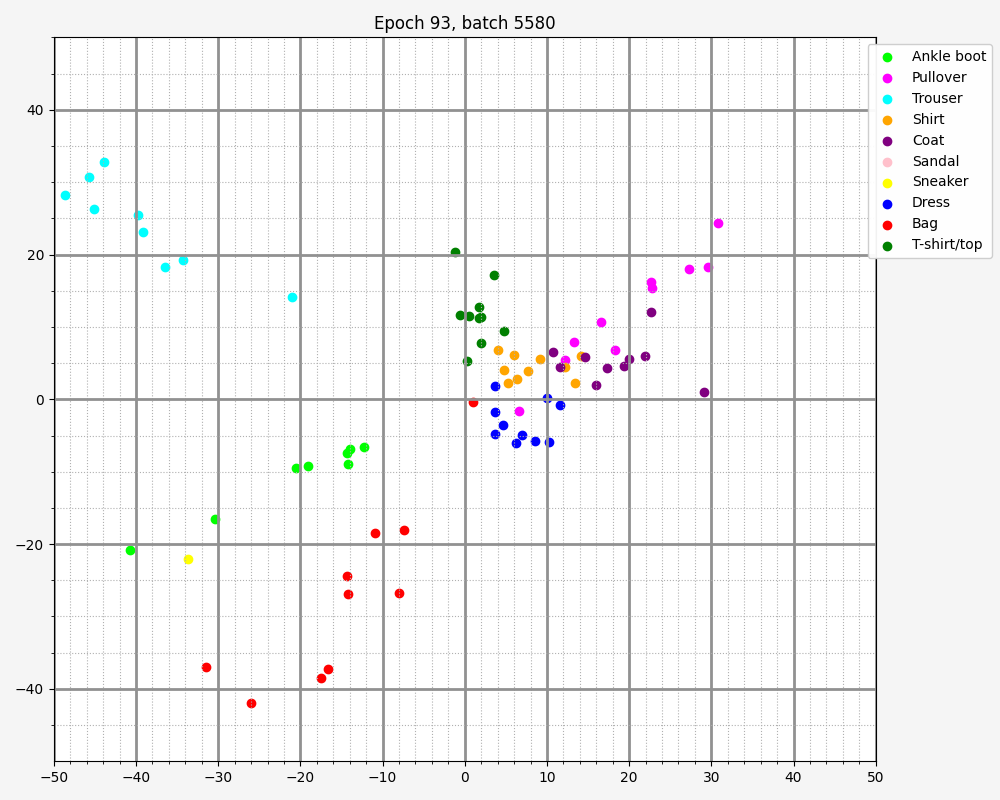 Epoch 93, batch 5580
Ankle boot
Pullover
Trouser
Shirt
Coat
Sandal
Sneaker
Dress
Bag
T-shirt/top
40
20
0
−20
−40
−50
−40
−30
−20
−10
0
10
20
30
40
50